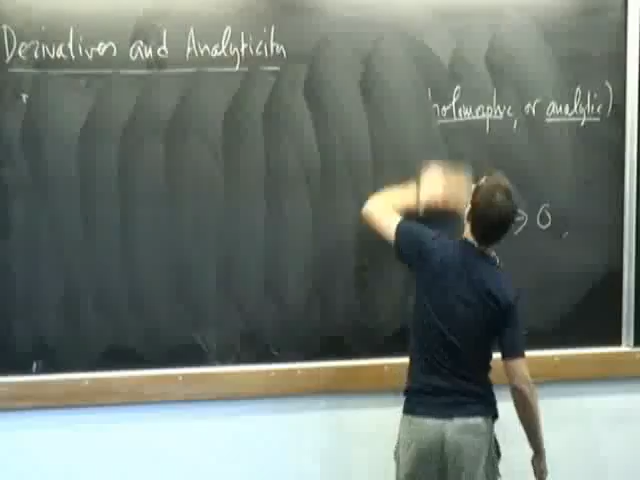 Derivatives and Analyticity
holomorphic, or analytic)
> 0,